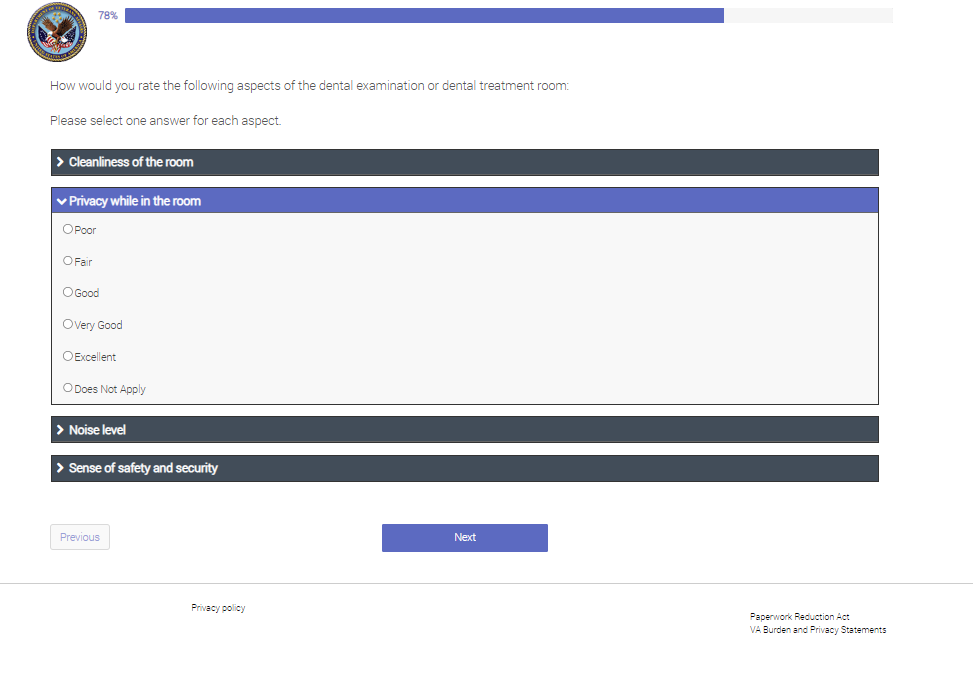 78%
How would you rate the following aspects of the dental examination or dental treatment room:
Please select one answer for each aspect.
Cleanliness of the room
Privacy while in the room
Poor
Fair
Good
Very Good
Excellent
Does Not Apply
Noise level
Sense of safety and security
Previous
Next
Privacy policy
Paperwork Reduction Act
VA Burden and Privacy Statements